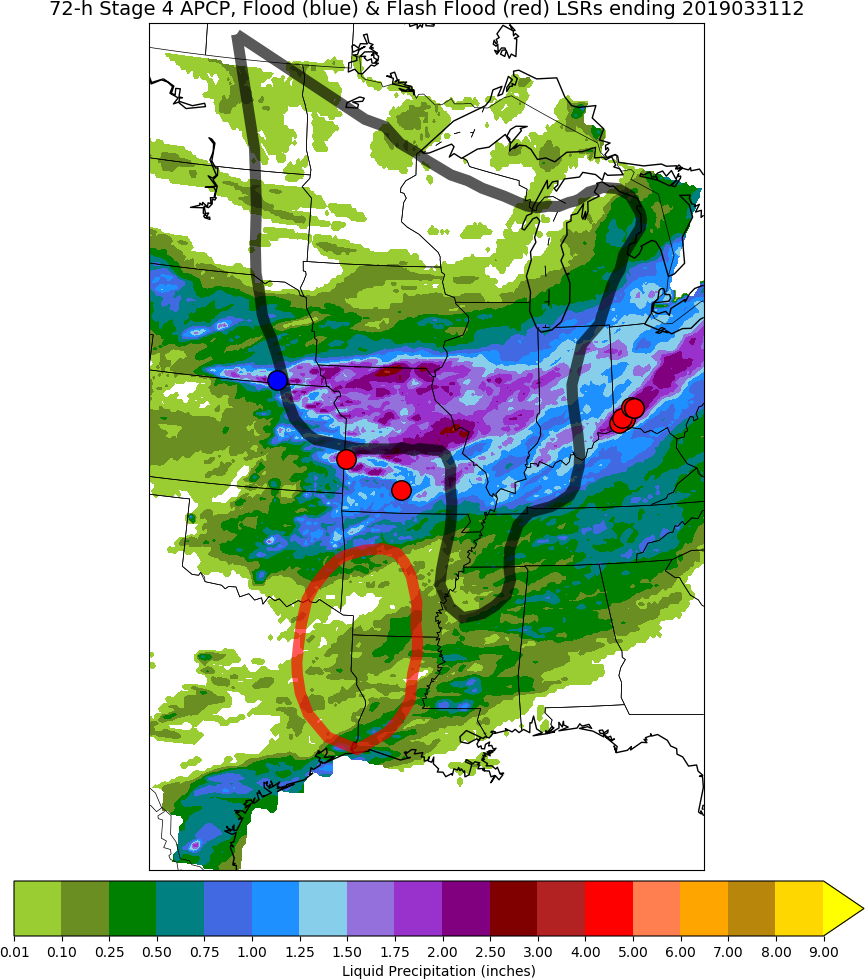 72-h Stage 4 APCP, Flood (blue) & Flash Flood (red) LSRs ending 2019033112
0.01 0.10 0.25 0.50 0.75 1.00 1.25 1.50 1.75 2.00 2.50 3.00 4.00 5.00 6.00 7.00 8.00 9.00
Liquid Precipitation (inches)